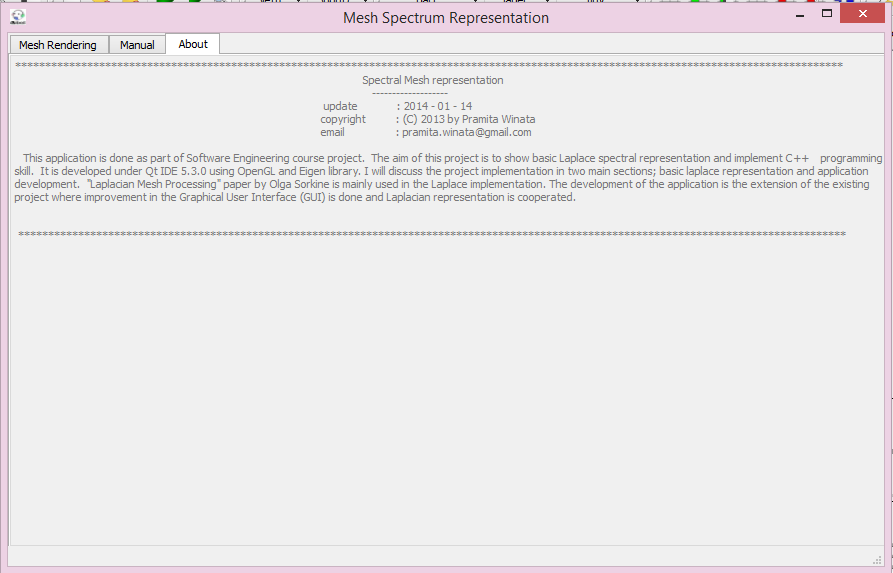 Mesh Spectrum Representation
Mesh Rendering Manual About
******************************************************************************************************************************************
Spectral Mesh representation
-------------------
update : 2014 - 01 - 14
copyright : (C) 2013 by Pramita Winata
email : pramita.winata@gmail.com
This application is done as part of Software Engineering course project. The aim of this project is to show basic Laplace spectral representation and implement C++ programming
skill. It is developed under Qt IDE 5.3.0 using OpenGL and Eigen library. I will discuss the project implementation in two main sections; basic laplace representation and application
development. "Laplacian Mesh Processing" paper by Olga Sorkine is mainly used in the Laplace implementation. The development of the application is the extension of the existing
project where improvement in the Graphical User Interface (GUI) is done and Laplacian representation is cooperated.
******************************************************************************************************************************************